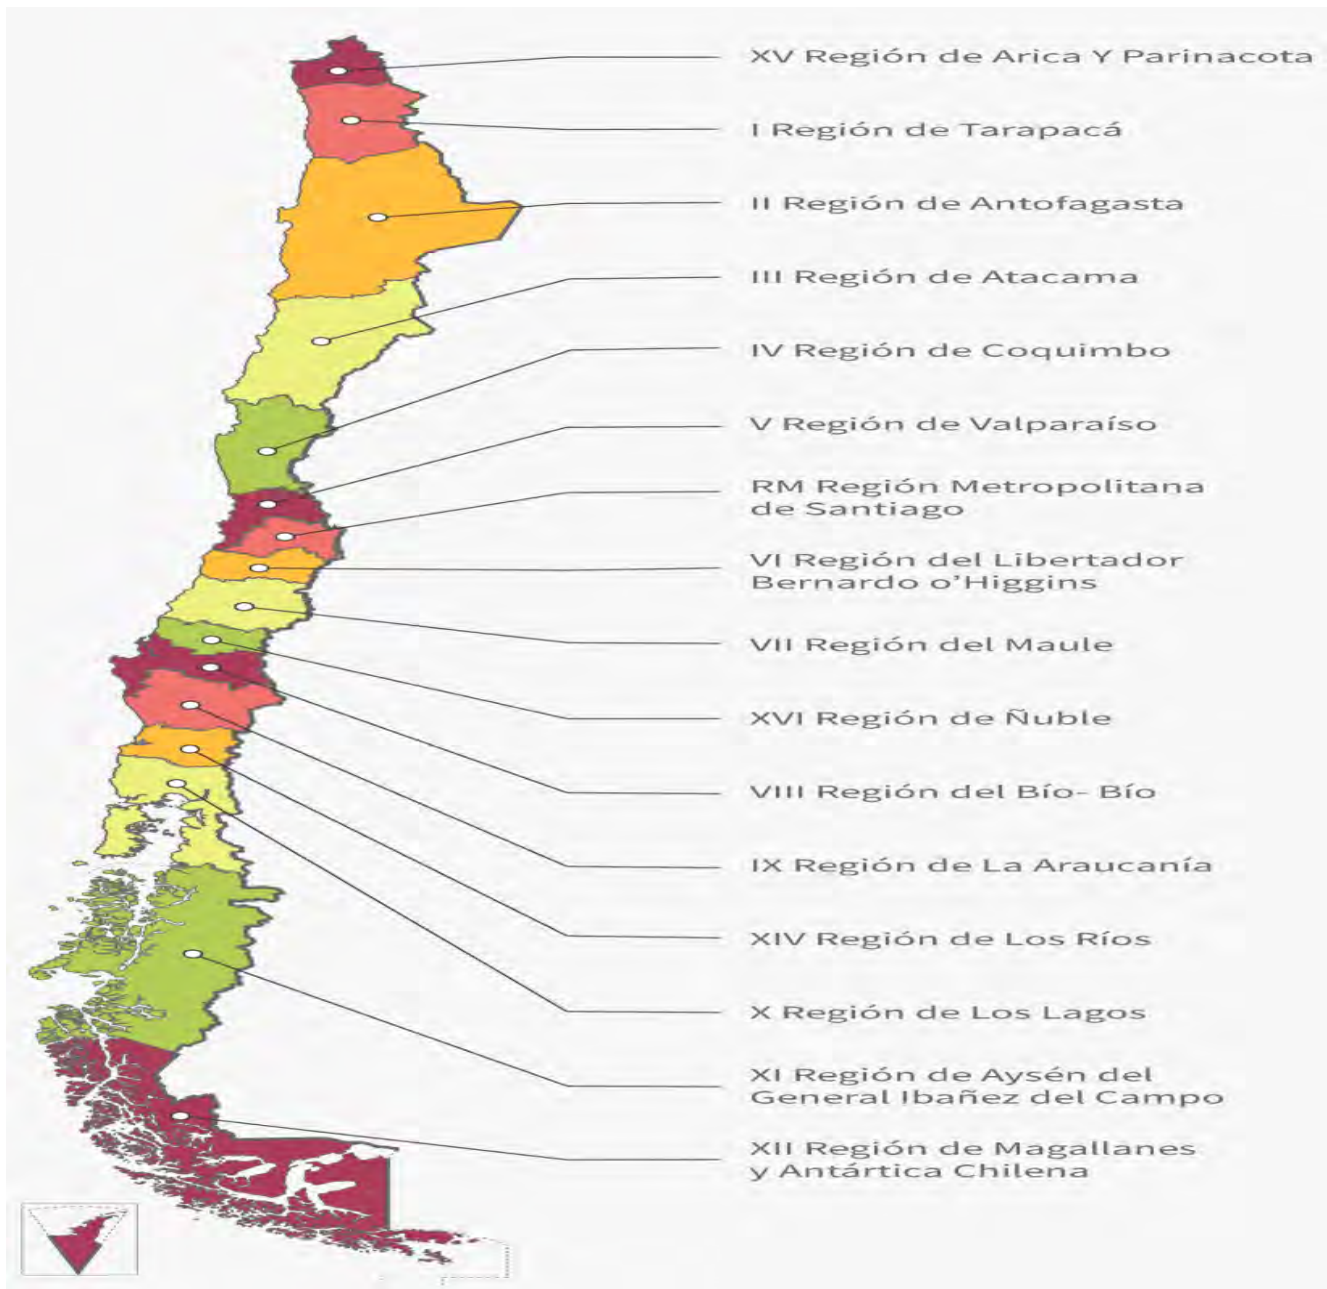 XV Región de Arica Y Parinacota
I Región de Tarapacá
II Región de Antofagasta
III Región de Atacama
IV Región de Coquimbo
V Región de Valparaíso
RM Región Metropolitana
de Santiago
VI Región del Libertador
Bernardo o’Higgins
VII Región del Maule
XVI Región de Ñuble
VIII Región del Bío- Bío
IX Región de La Araucanía
XIV Región de Los Ríos
X Región de Los Lagos
XI Región de Aysén del
General Ibañez del Campo
XII Región de Magallanes
y Antártica Chilena